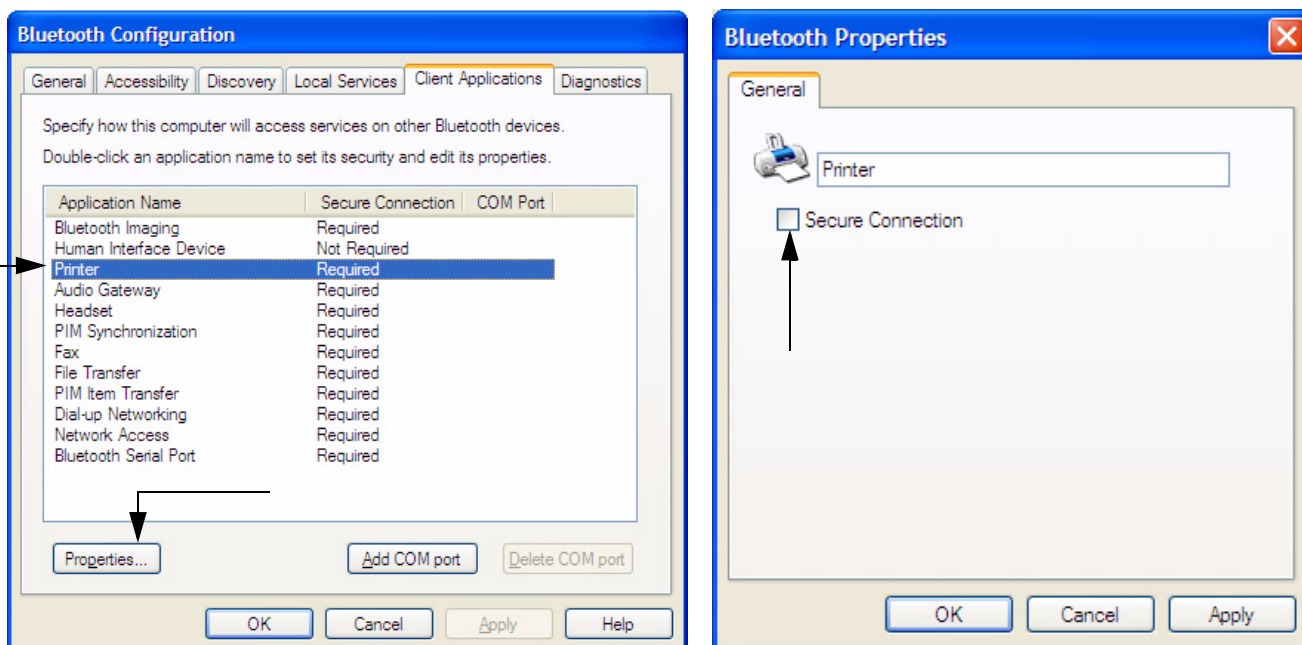 Bluetooth Configuration
General Accessibility Discovery Local Services Client Applications Diagnostics
Specify how this computer will access services on other Bluetooth devices.
Double-click an application name to set its security and edit its properties.
Application Name Secure Connection COM Port
Bluetooth Imaging Required
Human Interface Device Not Required
Printer Required
Audio Gateway Required
Headset Required
PIM Synchronization Required
Fax Required
File Transfer Required
PIM Item Transfer Required
Dial-up Networking Required
Network Access Required
Bluetooth Serial Port Required
Properties... Add COM port Delete COM port
OK Cancel Apply Help
Bluetooth Properties
General
Printer
Secure Connection
OK Cancel Apply